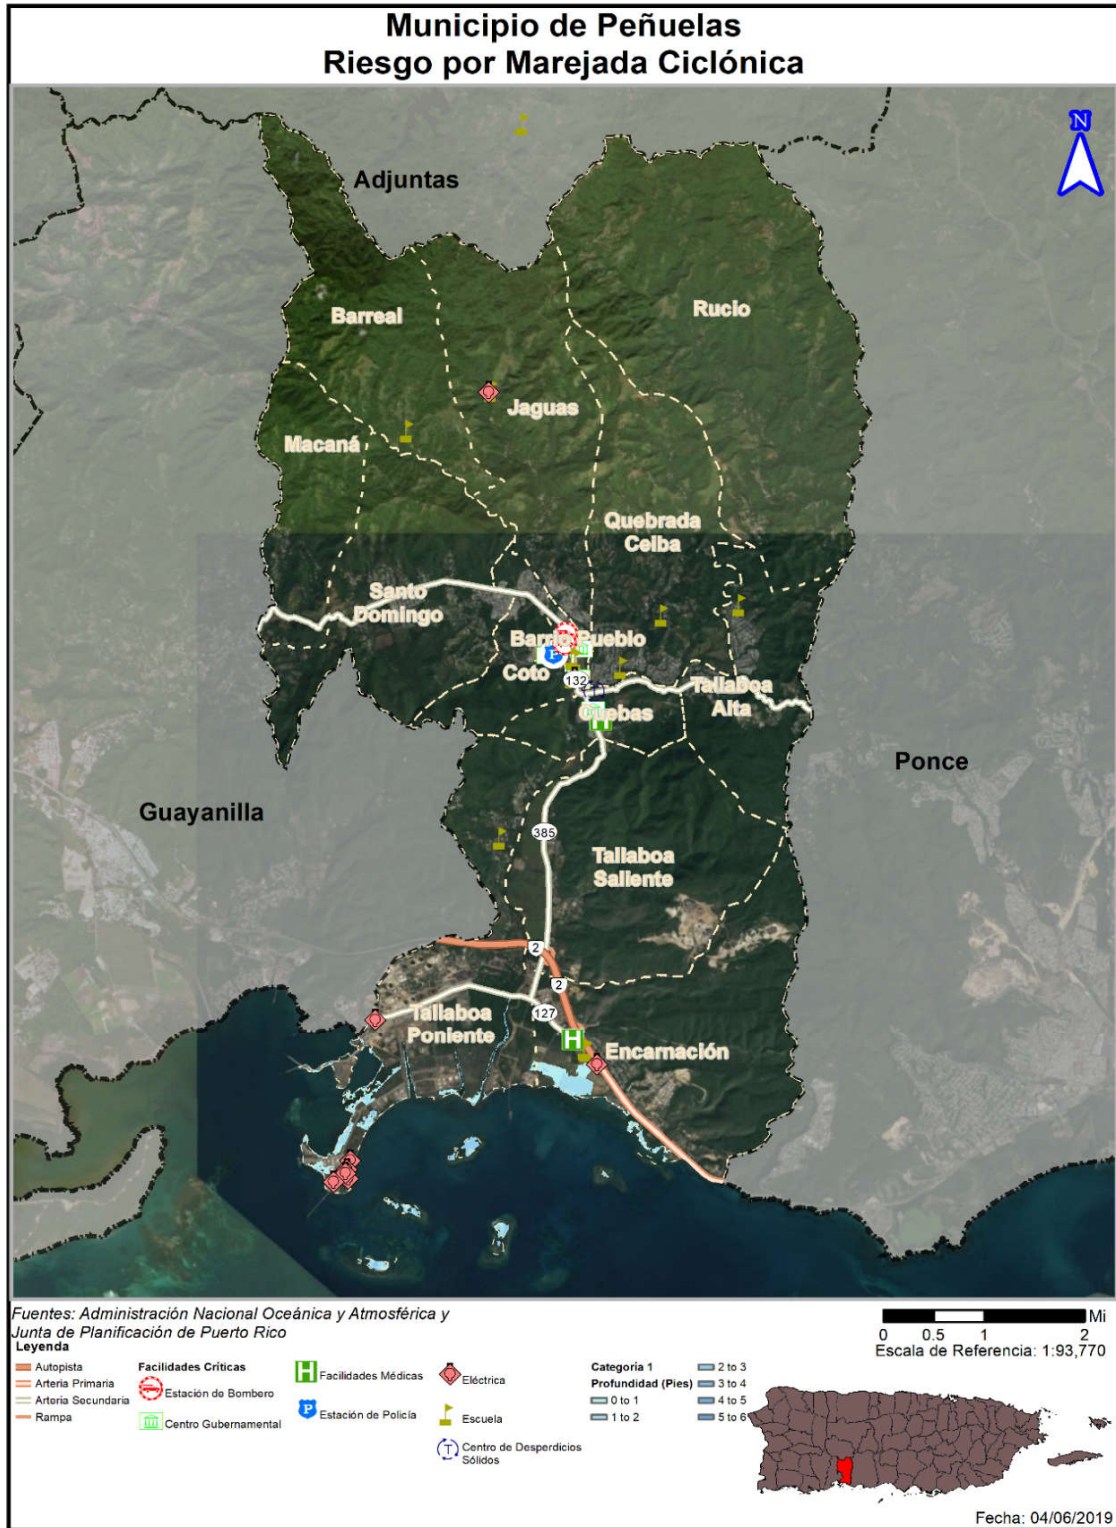 Municipio de Peñuelas
Riesgo por Marejada Ciclónica
N
Adjuntas
Barreal
Rucio
Jaguas
Macaná
Quebrada
Ceiba
Santo
Domingo
Barrio Pueblo
P
Coto
132
Tallaboa
Alta
Cuebas
H
Ponce
Guayanilla
385
Tallaboa
Saliente
2
2
127
Tallaboa
Poniente
H
Encarnación
Fuentes: Administración Nacional Oceánica y Atmosférica y
Junta de Planificación de Puerto Rico
Mi
0 0.5 1 2
Escala de Referencia: 1:93,770
Leyenda
Autopista
Arteria Primaria
Arteria Secundaria
Rampa
Facilidades Críticas
Estación de Bombero
Centro Gubernamental
H Facilidades Médicas
P Estación de Policía
Eléctrica
Escuela
T Centro de Desperdicios
Sólidos
Categoria 1
Profundidad (Pies)
0 to 1
1 to 2
2 to 3
3 to 4
4 to 5
5 to 6
Fecha: 04/06/2019